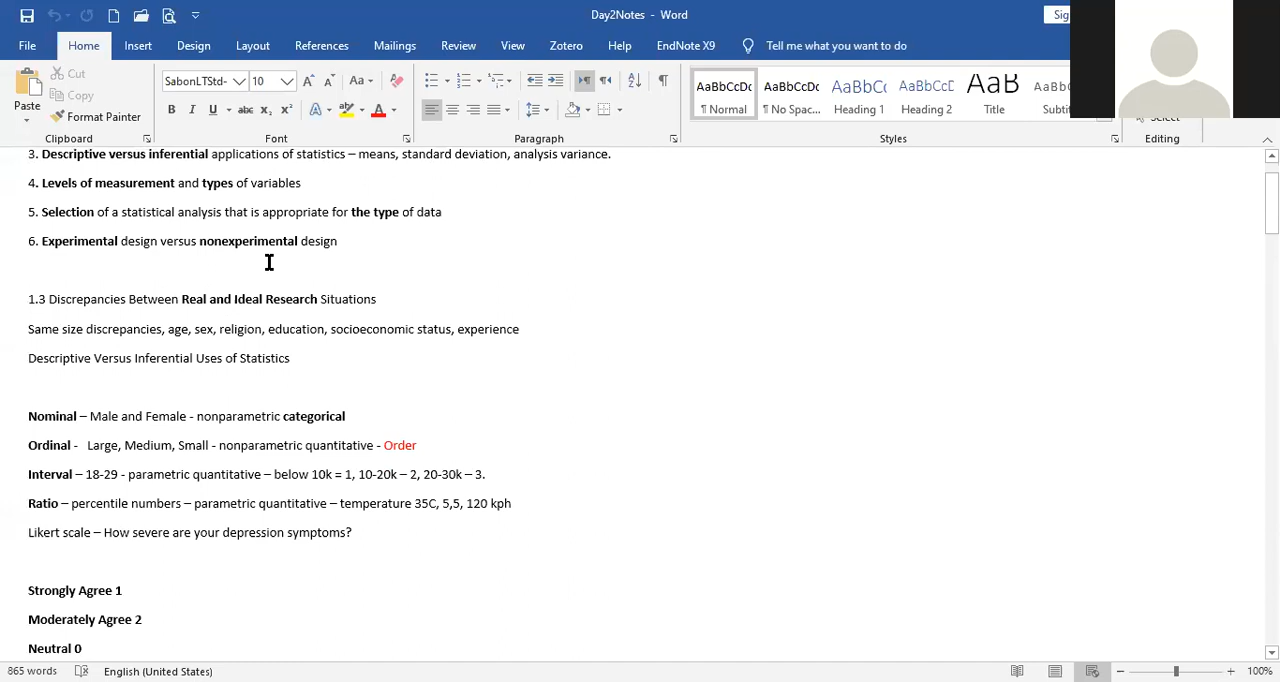 Day2Notes - Word
Sig
File Home Insert Design Layout References Mailings Review View Zotero Help EndNote X9 Tell me what you want to do
Cut
Copy
Paste
Format Painter
SabonLTStd- 10
AaBbCcDc AaBbCcDc AaBbCc AaBbCcD AaB AaBbC
¶ Normal ¶ No Spac... Heading 1 Heading 2 Title Subtit
Select
Clipboard Font Paragraph Styles Editing
3. Descriptive versus inferential applications of statistics – means, standard deviation, analysis variance.
4. Levels of measurement and types of variables
5. Selection of a statistical analysis that is appropriate for the type of data
6. Experimental design versus nonexperimental design
1.3 Discrepancies Between Real and Ideal Research Situations
Same size discrepancies, age, sex, religion, education, socioeconomic status, experience
Descriptive Versus Inferential Uses of Statistics
Nominal – Male and Female - nonparametric categorical
Ordinal - Large, Medium, Small - nonparametric quantitative - Order
Interval – 18-29 - parametric quantitative – below 10k = 1, 10-20k – 2, 20-30k – 3.
Ratio – percentile numbers – parametric quantitative – temperature 35C, 5,5, 120 kph
Likert scale – How severe are your depression symptoms?
Strongly Agree 1
Moderately Agree 2
Neutral 0
865 words English (United States) 100%